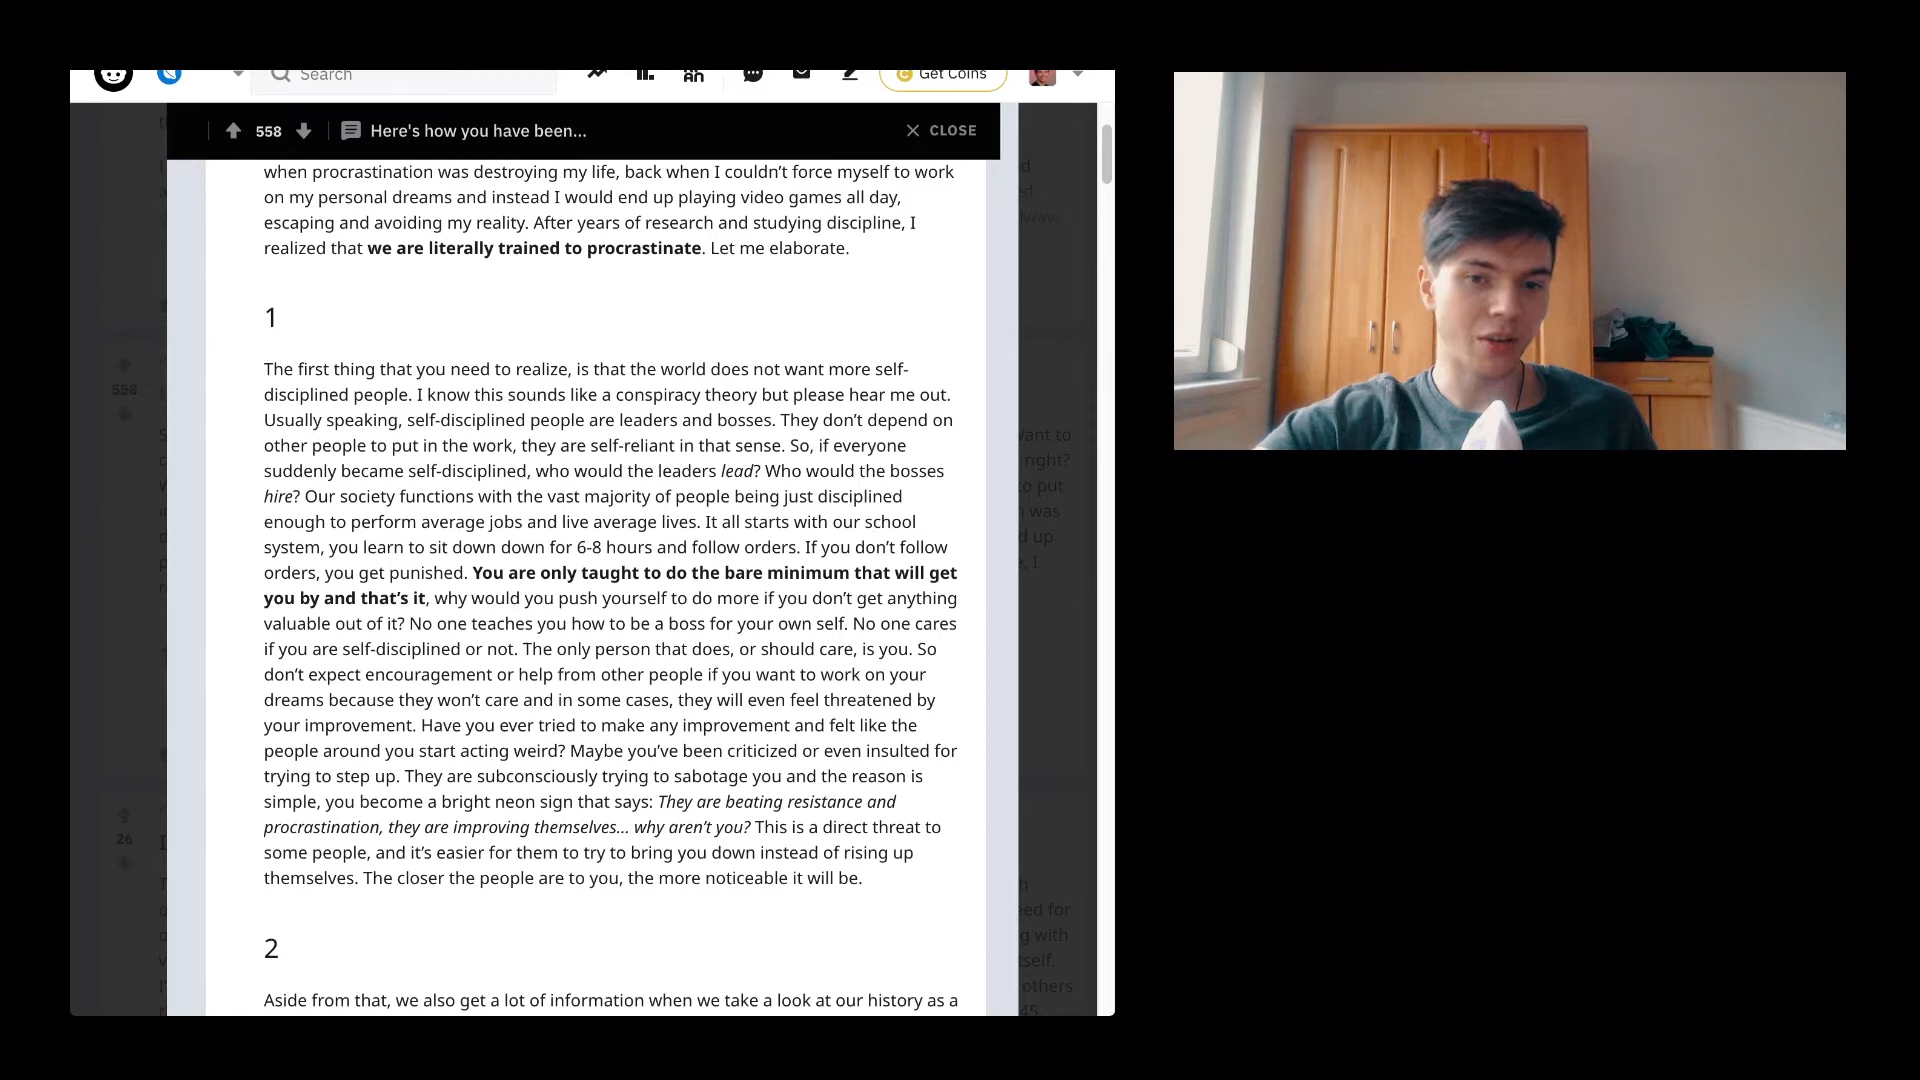 Search
Get Coins
558
Here's how you have been...
CLOSE
when procrastination was destroying my life, back when I couldn’t force myself to work
on my personal dreams and instead I would end up playing video games all day,
escaping and avoiding my reality. After years of research and studying discipline, I
realized that we are literally trained to procrastinate. Let me elaborate.
1
The first thing that you need to realize, is that the world does not want more self-
disciplined people. I know this sounds like a conspiracy theory but please hear me out.
Usually speaking, self-disciplined people are leaders and bosses. They don’t depend on
other people to put in the work, they are self-reliant in that sense. So, if everyone
suddenly became self-disciplined, who would the leaders lead? Who would the bosses
hire? Our society functions with the vast majority of people being just disciplined
enough to perform average jobs and live average lives. It all starts with our school
system, you learn to sit down down for 6-8 hours and follow orders. If you don’t follow
orders, you get punished. You are only taught to do the bare minimum that will get
you by and that’s it, why would you push yourself to do more if you don’t get anything
valuable out of it? No one teaches you how to be a boss for your own self. No one cares
if you are self-disciplined or not. The only person that does, or should care, is you. So
don’t expect encouragement or help from other people if you want to work on your
dreams because they won’t care and in some cases, they will even feel threatened by
your improvement. Have you ever tried to make any improvement and felt like the
people around you start acting weird? Maybe you’ve been criticized or even insulted for
trying to step up. They are subconsciously trying to sabotage you and the reason is
simple, you become a bright neon sign that says: They are beating resistance and
procrastination, they are improving themselves... why aren’t you? This is a direct threat to
some people, and it’s easier for them to try to bring you down instead of rising up
themselves. The closer the people are to you, the more noticeable it will be.
2
Aside from that, we also get a lot of information when we take a look at our history as a
558
26
want to
right?
to put
was
d up
I
eed for
g with
tself.
others